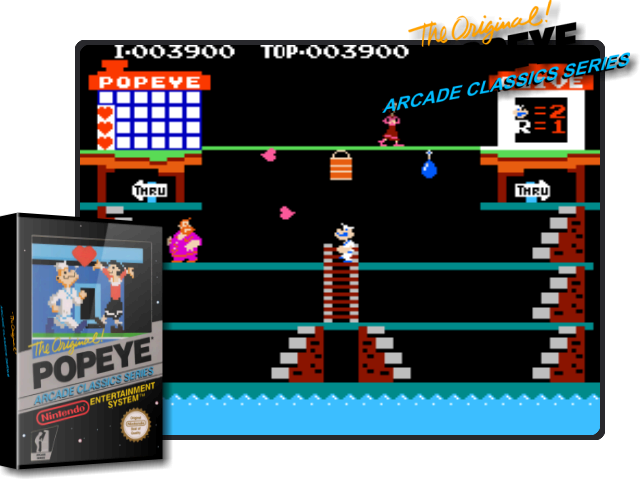 The Original!
POPEYE
ARCADE CLASSICS SERIES
I-003900 TOP-003900
POPEYE
=2
R=1
THRU
THRU
The Original!
POPEYE
ARCADE CLASSICS SERIES
Nintendo
ENTERTAINMENT
SYSTEM™